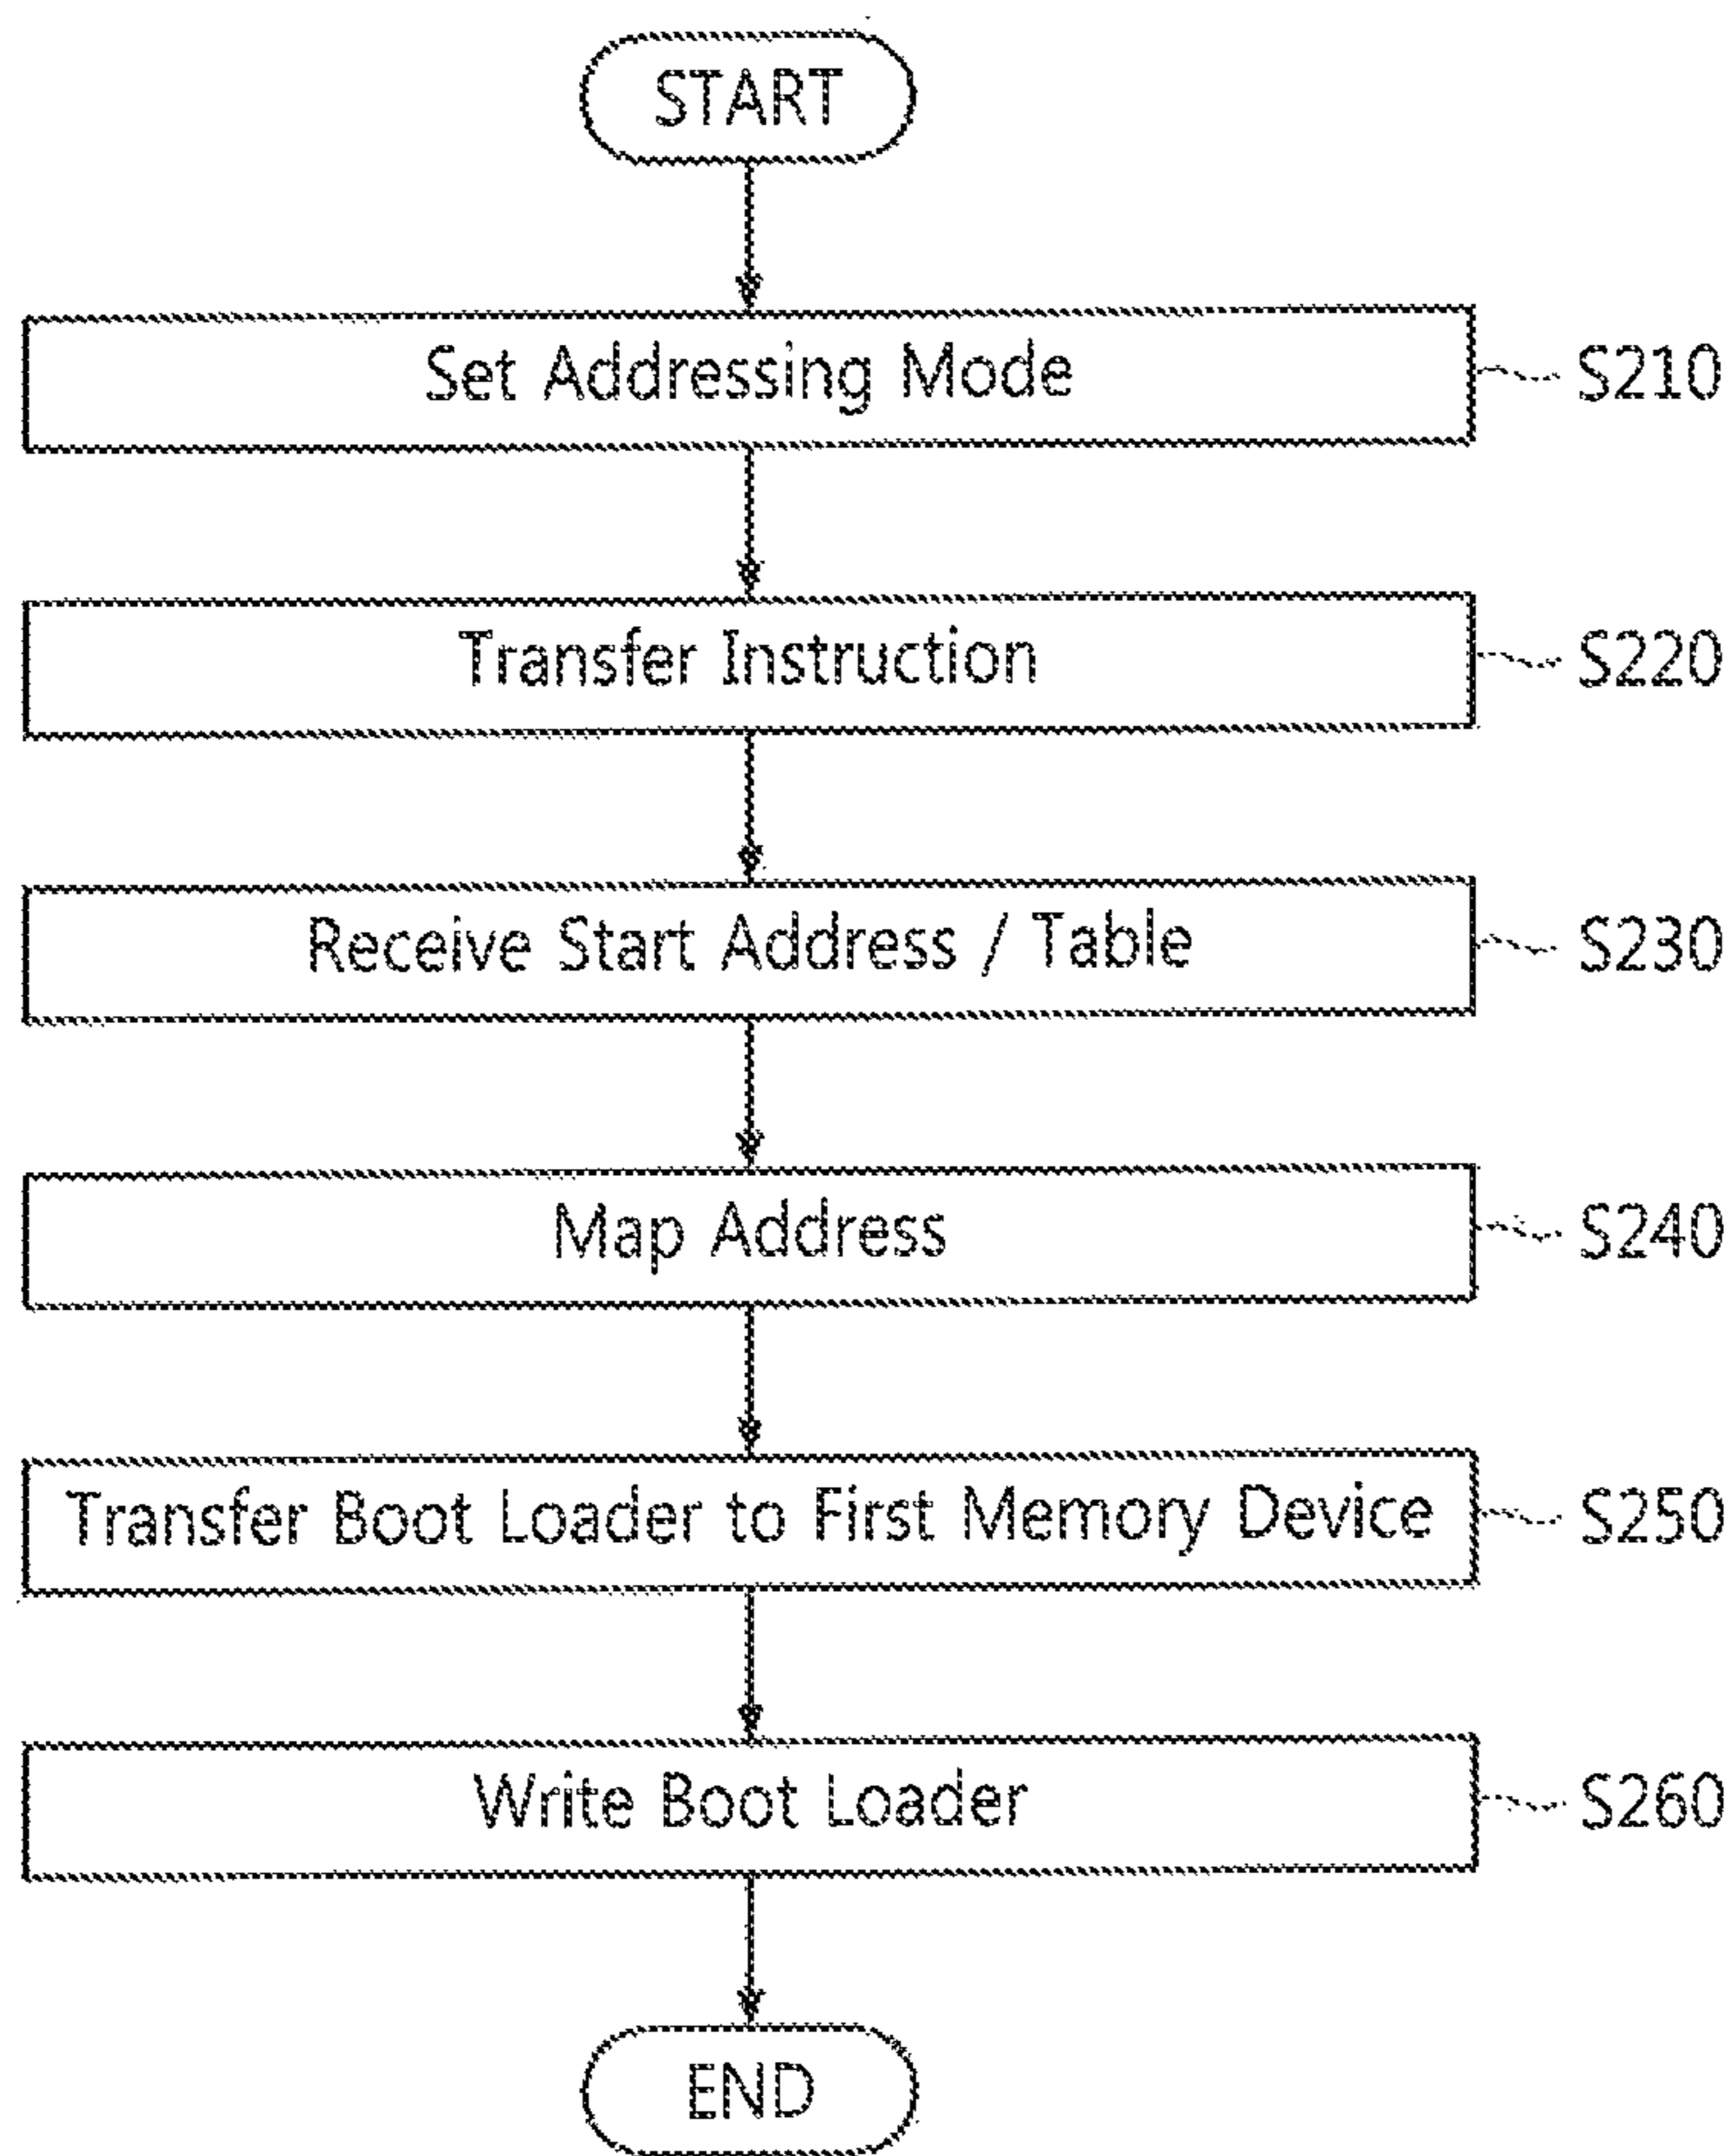 START
Set Addressing Mode
S210
Transfer Instruction
S220
Receive Start Address / Table
S230
Map Address
S240
Transfer Boot Loader to First Memory Device
S250
Write Boot Loader
S260
END